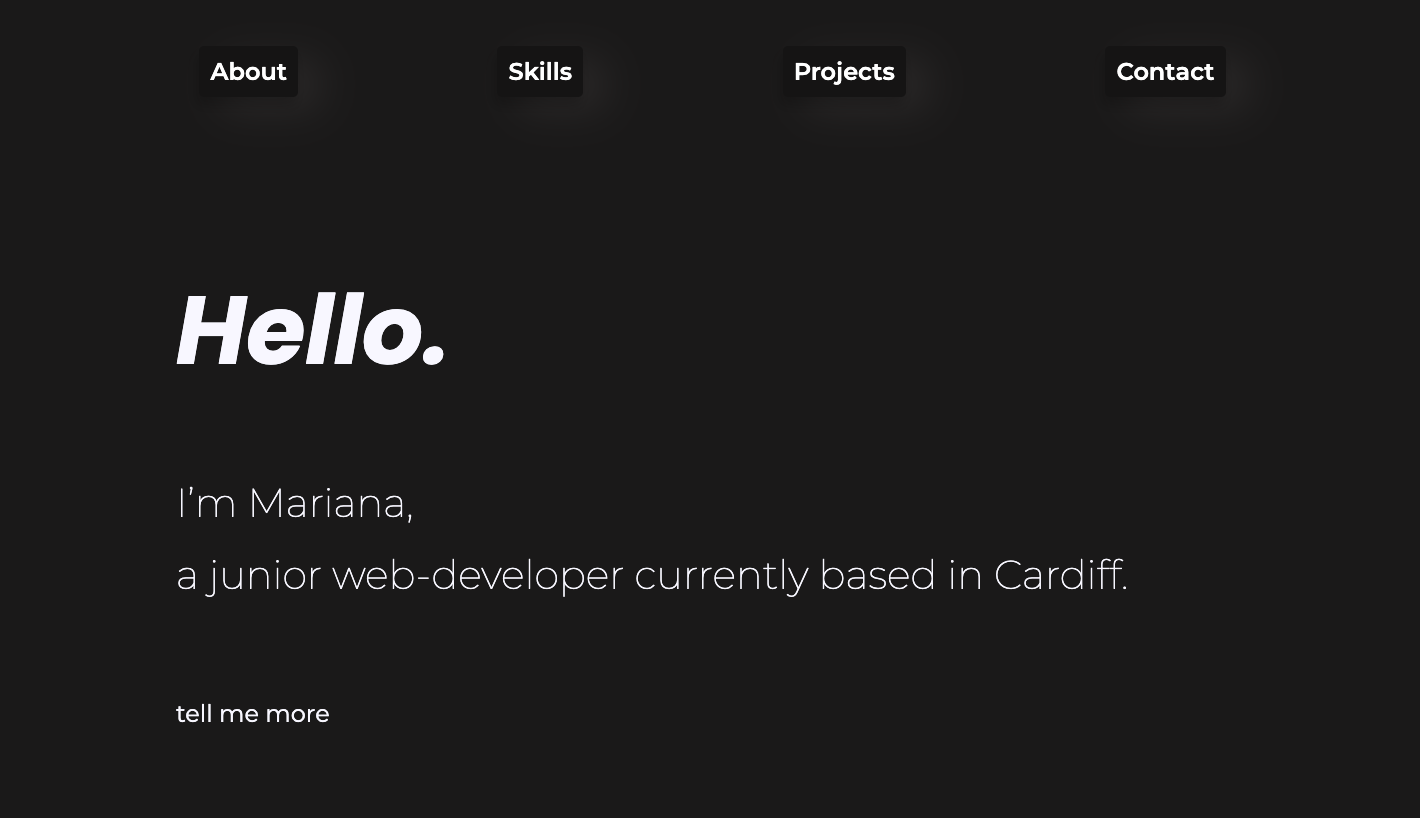 About Skills Projects Contact
Hello.
I’m Mariana,
a junior web-developer currently based in Cardiff.
tell me more